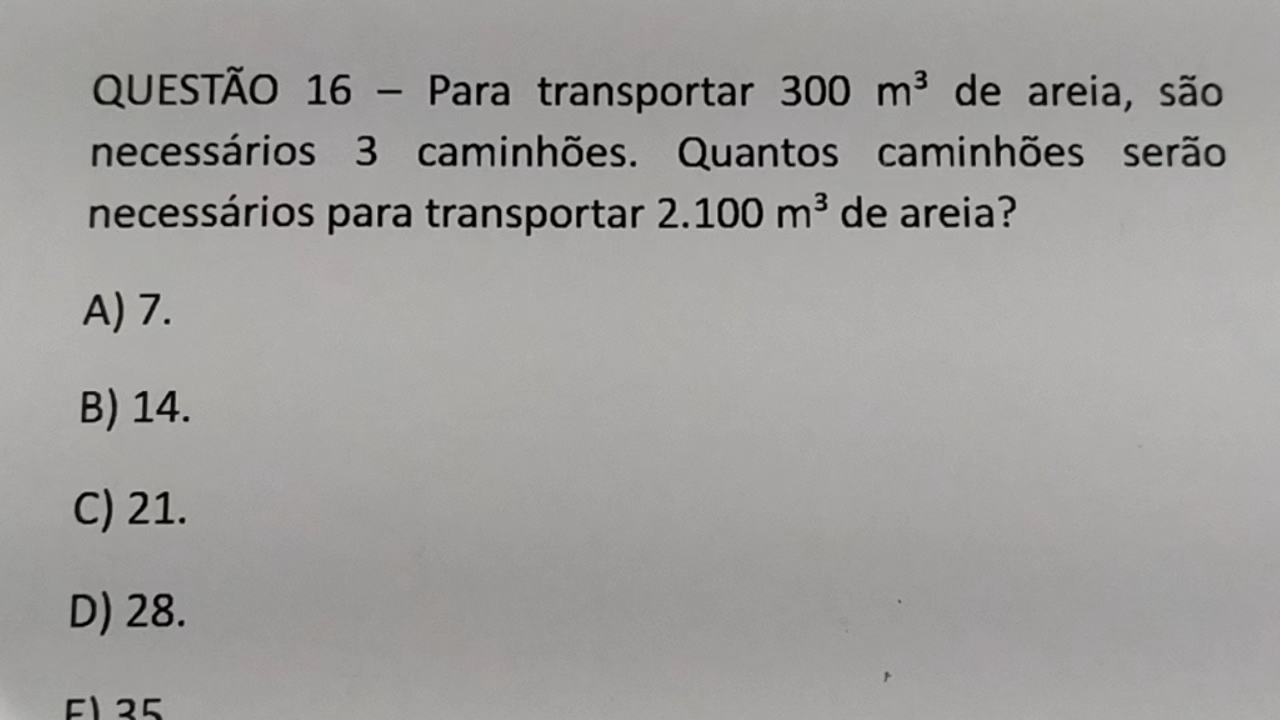 QUESTÃO 16 – Para transportar 300 m³ de areia, são
necessários 3 caminhões. Quantos caminhões serão
necessários para transportar 2.100 m³ de areia?
A) 7.
B) 14.
C) 21.
D) 28.
E) 35